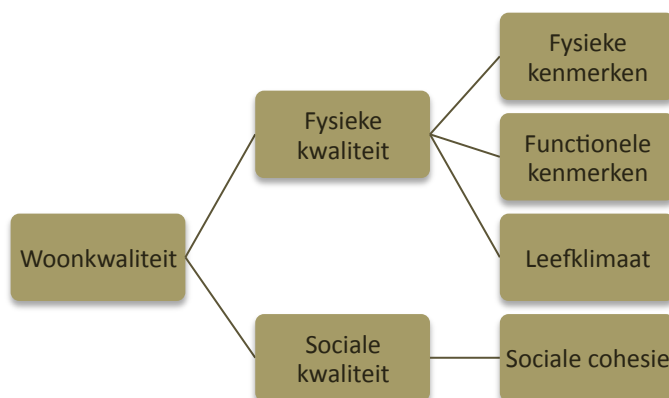 Woonkwaliteit
Fysieke
kwaliteit
Fysieke
kenmerken
Functionele
kenmerken
Leefklimaat
Sociale
kwaliteit
Sociale cohesie